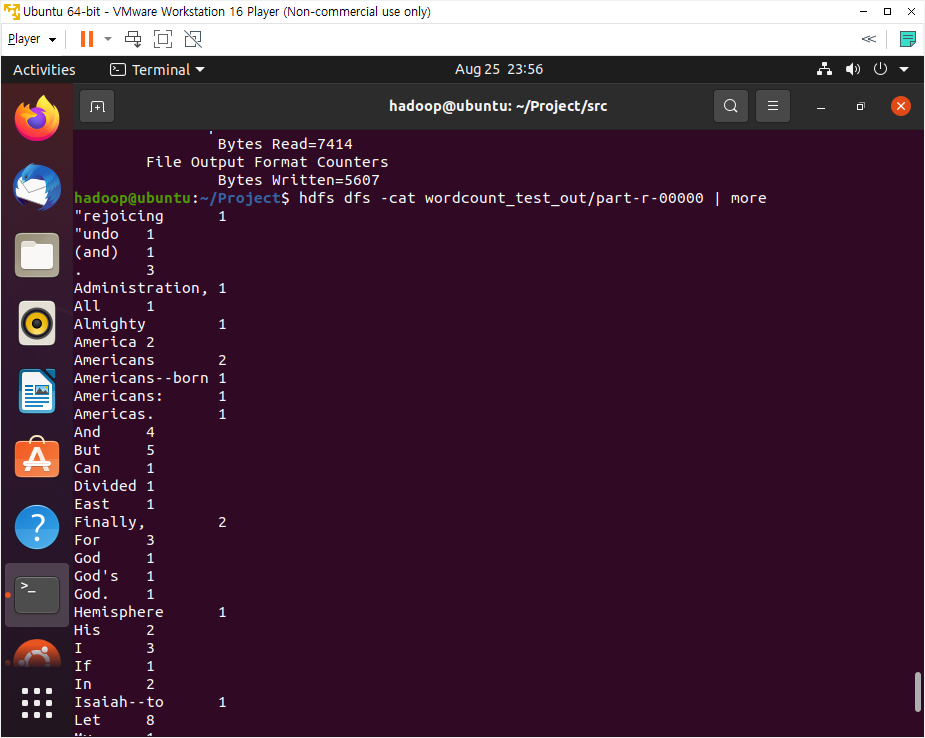 Ubuntu 64-bit - VMware Workstation 16 Player (Non-commercial use only)
Player
Activities Terminal Aug 25 23:56
hadoop@ubuntu: ~/Project/src
Bytes Read=7414
File Output Format Counters
Bytes Written=5607
hadoop@ubuntu:~/Project$ hdfs dfs -cat wordcount_test_out/part-r-00000 | more
"rejoicing 1
"undo 1
(and) 1
. 3
Administration, 1
All 1
Almighty 1
America 2
Americans 2
Americans--born 1
Americans: 1
Americas. 1
And 4
But 5
Can 1
Divided 1
East 1
Finally, 2
For 3
God 1
God's 1
God. 1
Hemisphere 1
His 2
I 3
If 1
In 2
Isaiah--to 1
Let 8